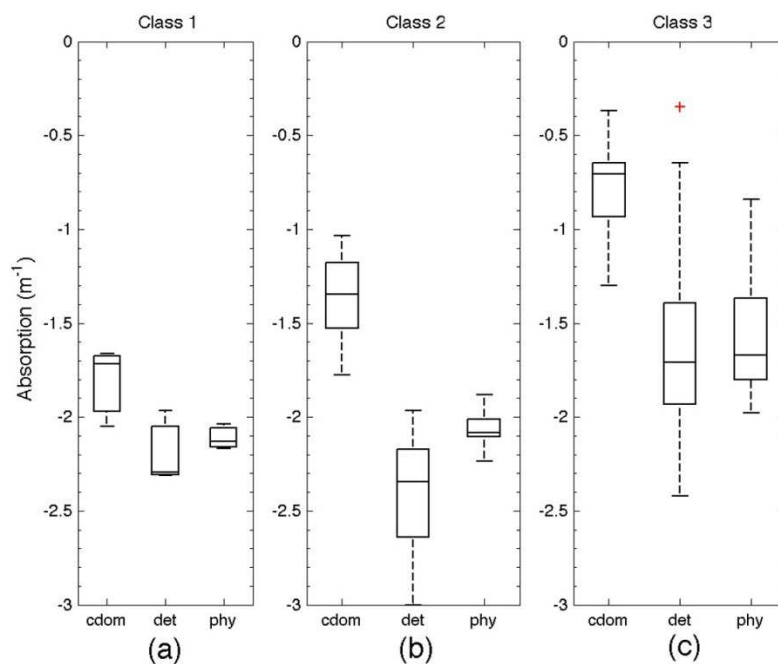 Class 1
Class 2
Class 3
Absorption (m-1)
0
-0.5
-1
-1.5
-2
-2.5
-3
0
-0.5
-1
-1.5
-2
-2.5
-3
0
-0.5
-1
-1.5
-2
-2.5
-3
cdom det phy
cdom det phy
cdom det phy
(a)
(b)
(c)